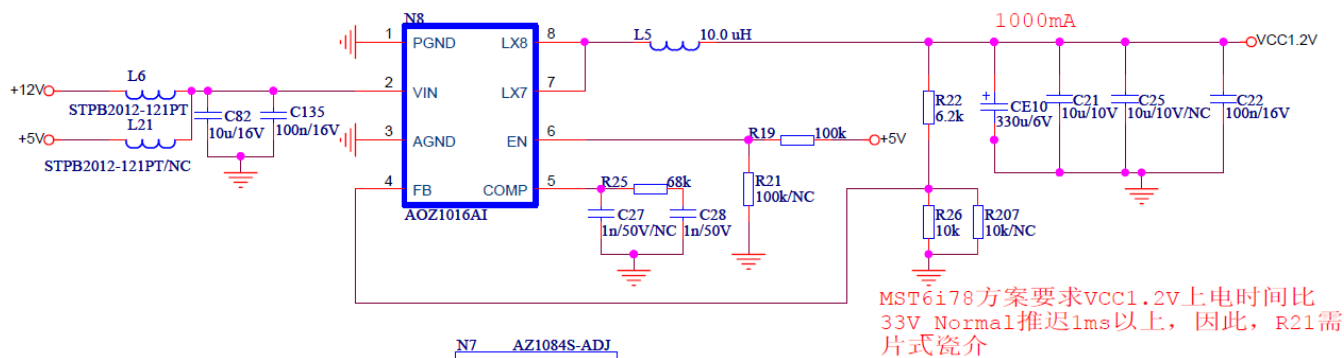 N8
1000mA
1
PGND
LX8
8
L5
10.0 uH
VCC1.2V
L6
+12V
STPB2012-121PT
2
VIN
LX7
7
C82
10u/16V
C135
100n/16V
R22
6.2k
CE10
330u/6V
C21
10u/10V
C25
10u/10V/NC
C22
100n/16V
L21
+5V
STPB2012-121PT/NC
3
AGND
EN
6
R19
100k
+5V
4
FB
COMP
5
R25
68k
R21
100k/NC
AOZ1016AI
C27
1n/50V/NC
C28
1n/50V
R26
10k
R207
10k/NC
MST6i78方案要求VCC1.2V上电时间比
33V_Normal推迟1ms以上，因此，R21需
片式瓷介
N7 AZ1084S-ADJ